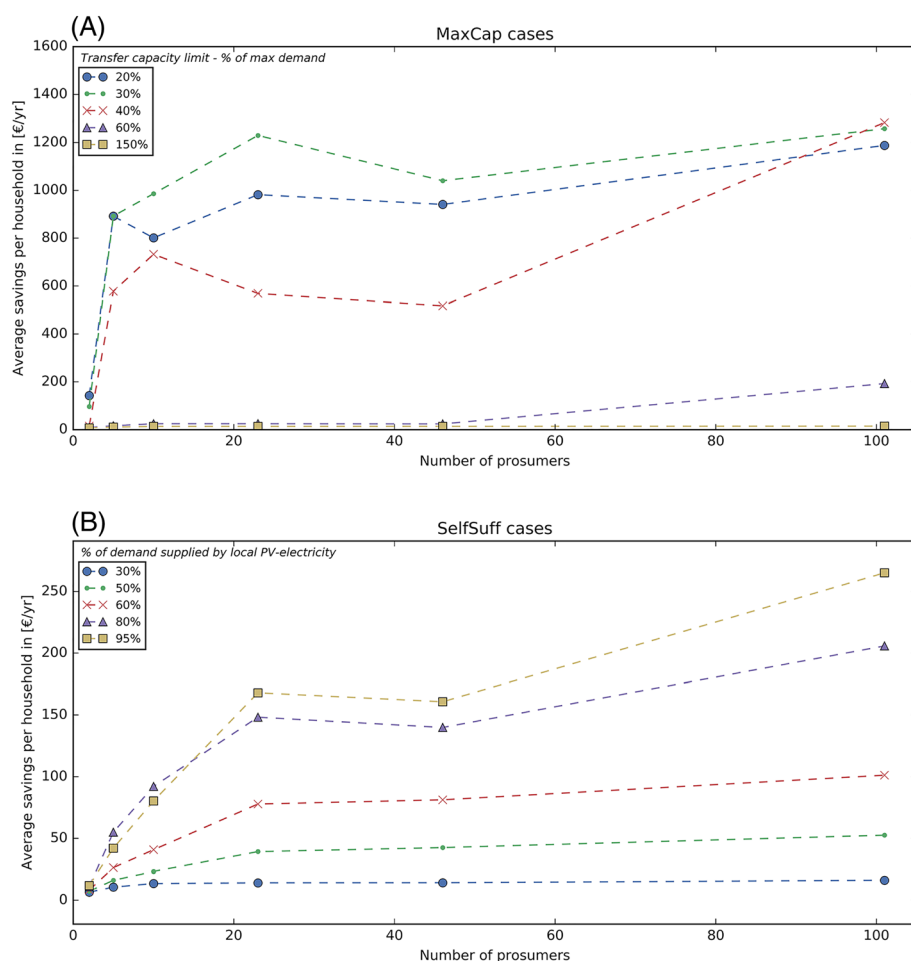 (A)
MaxCap cases
1600
1400
1200
1000
800
600
400
200
0
Average savings per household in [€/yr]
Transfer capacity limit - % of max demand
20%
30%
40%
60%
150%
0 20 40 60 80 100
Number of prosumers
(B)
SelfSuff cases
250
200
150
100
50
0
Average savings per household in [€/yr]
% of demand supplied by local PV-electricity
30%
50%
60%
80%
95%
0 20 40 60 80 100
Number of prosumers